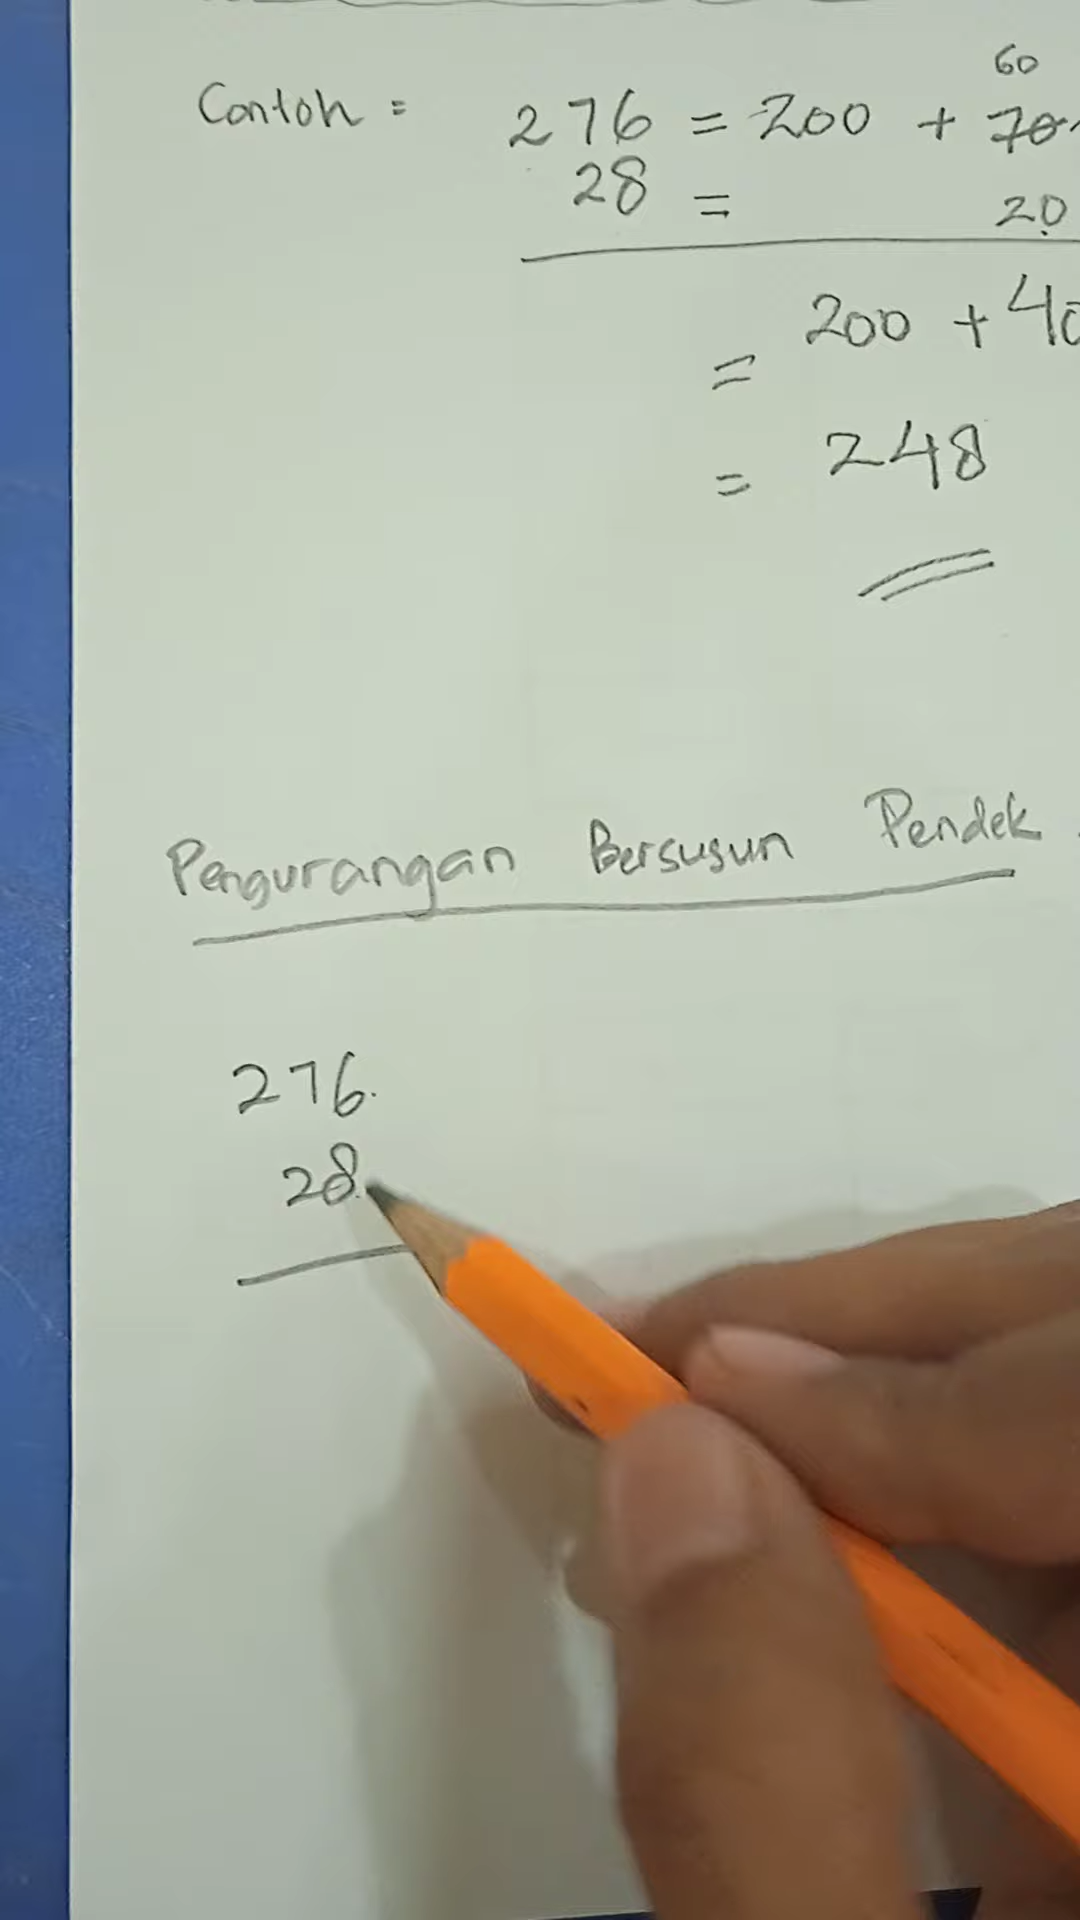 60
Contoh = 276 = 200 + 70
28 = 20
= 200 + 40
= 248
Pengurangan Bersusun Pendek
276
28